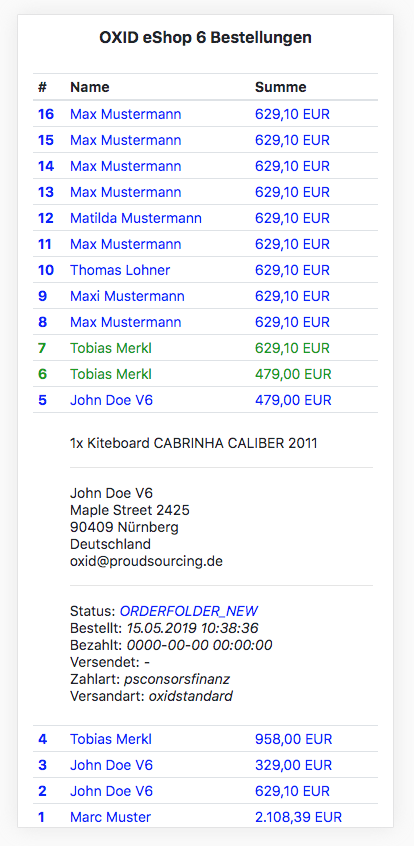 OXID eShop 6 Bestellungen
# Name Summe
16 Max Mustermann 629,10 EUR
15 Max Mustermann 629,10 EUR
14 Max Mustermann 629,10 EUR
13 Max Mustermann 629,10 EUR
12 Matilda Mustermann 629,10 EUR
11 Max Mustermann 629,10 EUR
10 Thomas Lohner 629,10 EUR
9 Maxi Mustermann 629,10 EUR
8 Max Mustermann 629,10 EUR
7 Tobias Merkl 629,10 EUR
6 Tobias Merkl 479,00 EUR
5 John Doe V6 479,00 EUR
1x Kiteboard CABRINHA CALIBER 2011
John Doe V6
Maple Street 2425
90409 Nürnberg
Deutschland
oxid@proudsourcing.de
Status: ORDERFOLDER_NEW
Bestellt: 15.05.2019 10:38:36
Bezahlt: 0000-00-00 00:00:00
Versendet: -
Zahlart: psconsorsfinanz
Versandart: oxidstandard
4 Tobias Merkl 958,00 EUR
3 John Doe V6 329,00 EUR
2 John Doe V6 629,10 EUR
1 Marc Muster 2.108,39 EUR